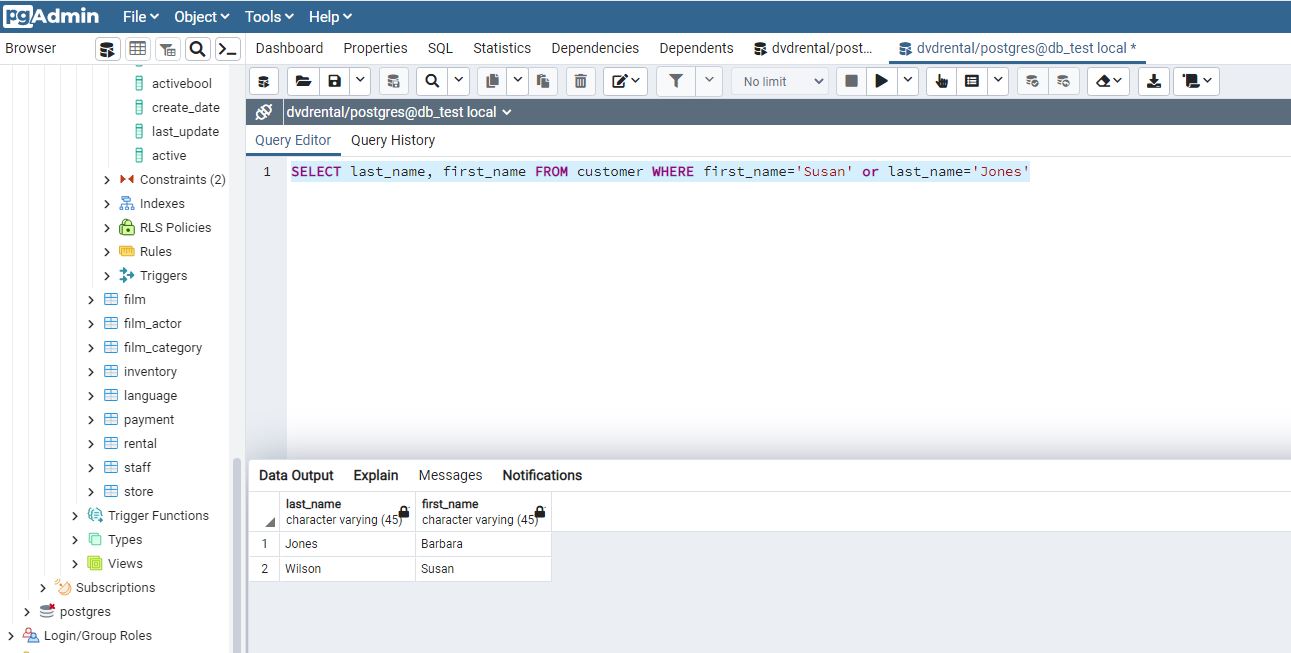 pgAdmin File Object Tools Help
Browser Dashboard Properties SQL Statistics Dependencies Dependents dvdrental/post... dvdrental/postgres@db_test local *
No limit
dvdrental/postgres@db_test local
Query Editor Query History
1 SELECT last_name, first_name FROM customer WHERE first_name='Susan' or last_name='Jones'
activebool
create_date
last_update
active
Constraints (2)
Indexes
RLS Policies
Rules
Triggers
film
film_actor
film_category
inventory
language
payment
rental
staff
store
Trigger Functions
Types
Views
Subscriptions
postgres
Login/Group Roles
Data Output Explain Messages Notifications
last_name first_name
character varying (45) character varying (45)
1 Jones Barbara
2 Wilson Susan